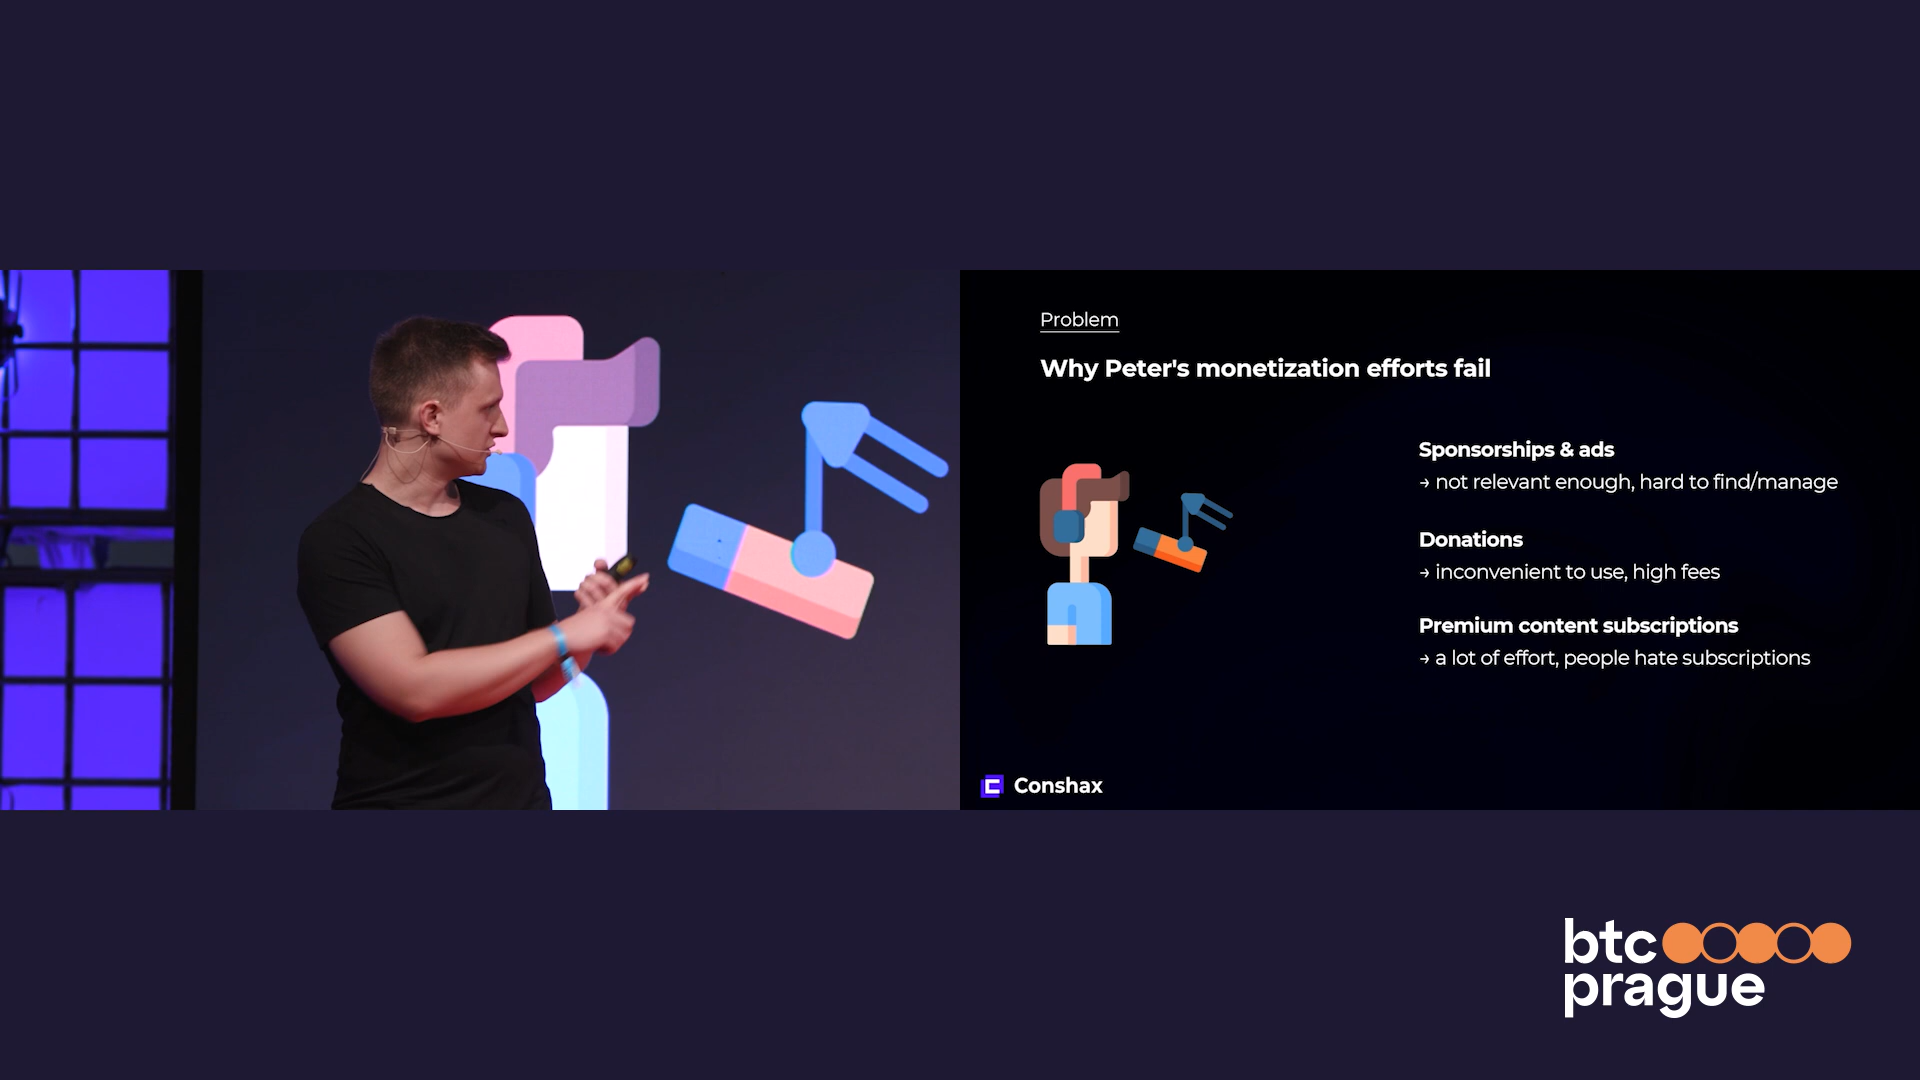 Problem
Why Peter's monetization efforts fail
Sponsorships & ads
→ not relevant enough, hard to find/manage
Donations
→ inconvenient to use, high fees
Premium content subscriptions
→ a lot of effort, people hate subscriptions
Conshax
btc
prague